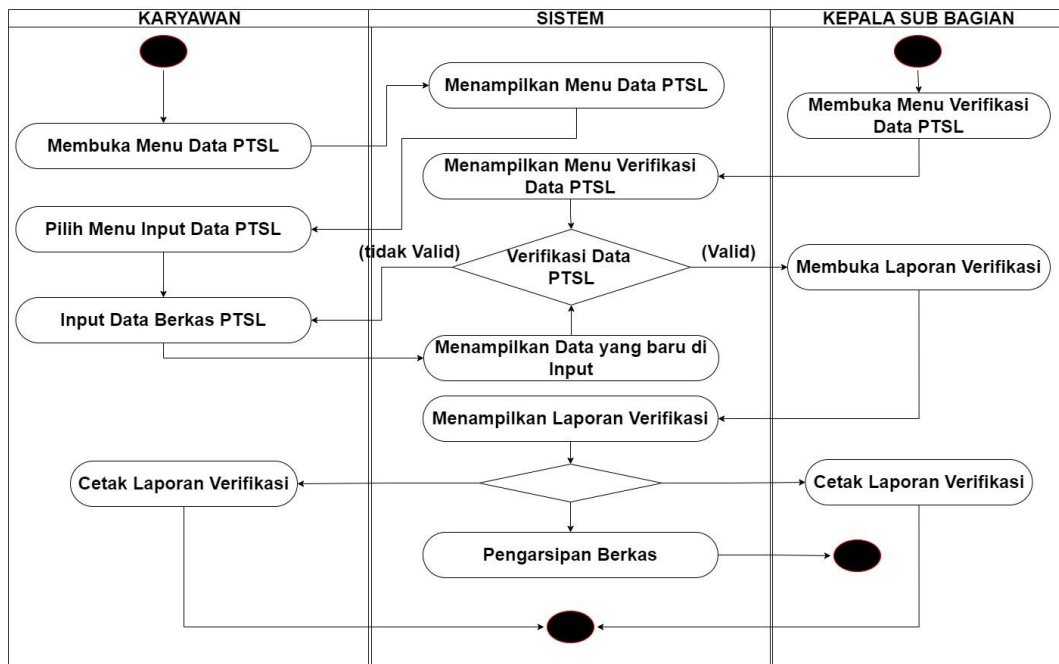 KARYAWAN
SISTEM
KEPALA SUB BAGIAN
Menampilkan Menu Data PTSL
Membuka Menu Verifikasi
Data PTSL
Membuka Menu Data PTSL
Menampilkan Menu Verifikasi
Data PTSL
Pilih Menu Input Data PTSL
(tidak Valid)
Verifikasi Data
PTSL
(Valid)
Membuka Laporan Verifikasi
Input Data Berkas PTSL
Menampilkan Data yang baru di
Input
Menampilkan Laporan Verifikasi
Cetak Laporan Verifikasi
Cetak Laporan Verifikasi
Pengarsipan Berkas